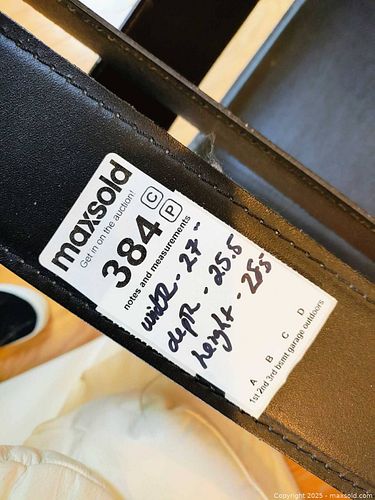 maxsold
Get in on the auction!
384 C P
notes and measurements
width - 27
depth - 25.5
height - 28.5
A B C D
1st 2nd 3rd bsmt garage outdoors
Copyright 2025 - maxsold.com